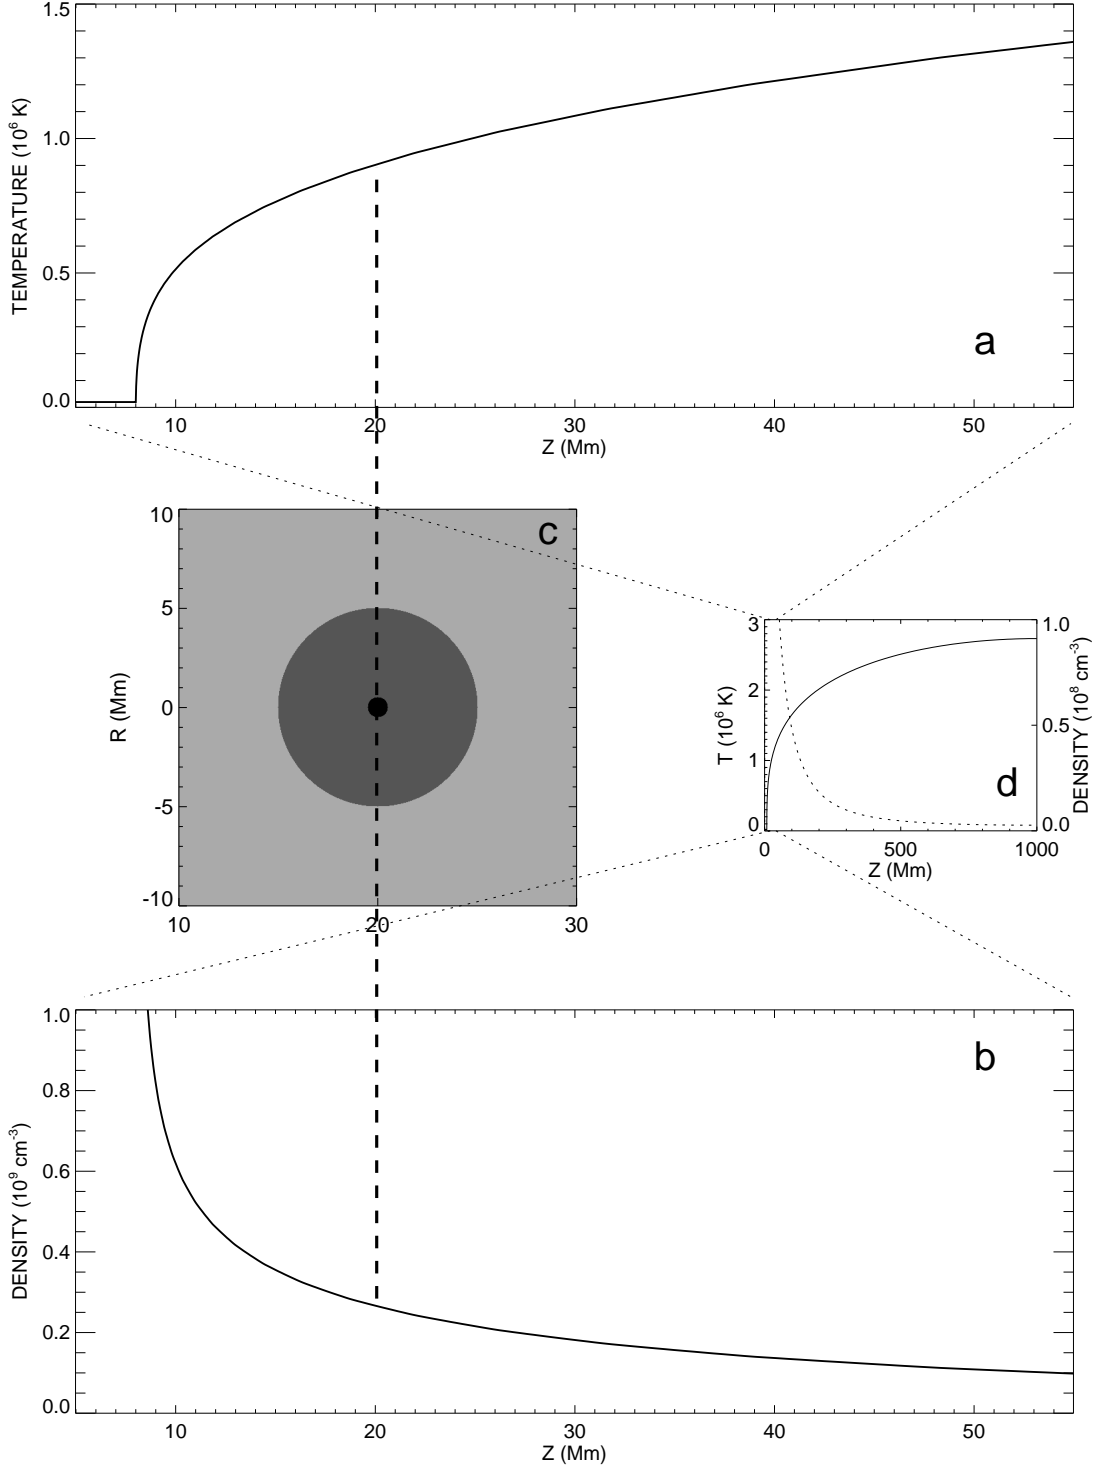 1.5
1.0
0.5
0.0
TEMPERATURE (10⁶ K)
a
10 20 30 40 50
Z (Mm)
10
5
0
-5
-10
R (Mm)
c
10 20 30
3
2
1
0
T (10⁶ K)
1.0
0.5
0.0
DENSITY (10⁸ cm⁻³)
d
0 500 1000
Z (Mm)
1.0
0.8
0.6
0.4
0.2
0.0
DENSITY (10⁹ cm⁻³)
b
10 20 30 40 50
Z (Mm)